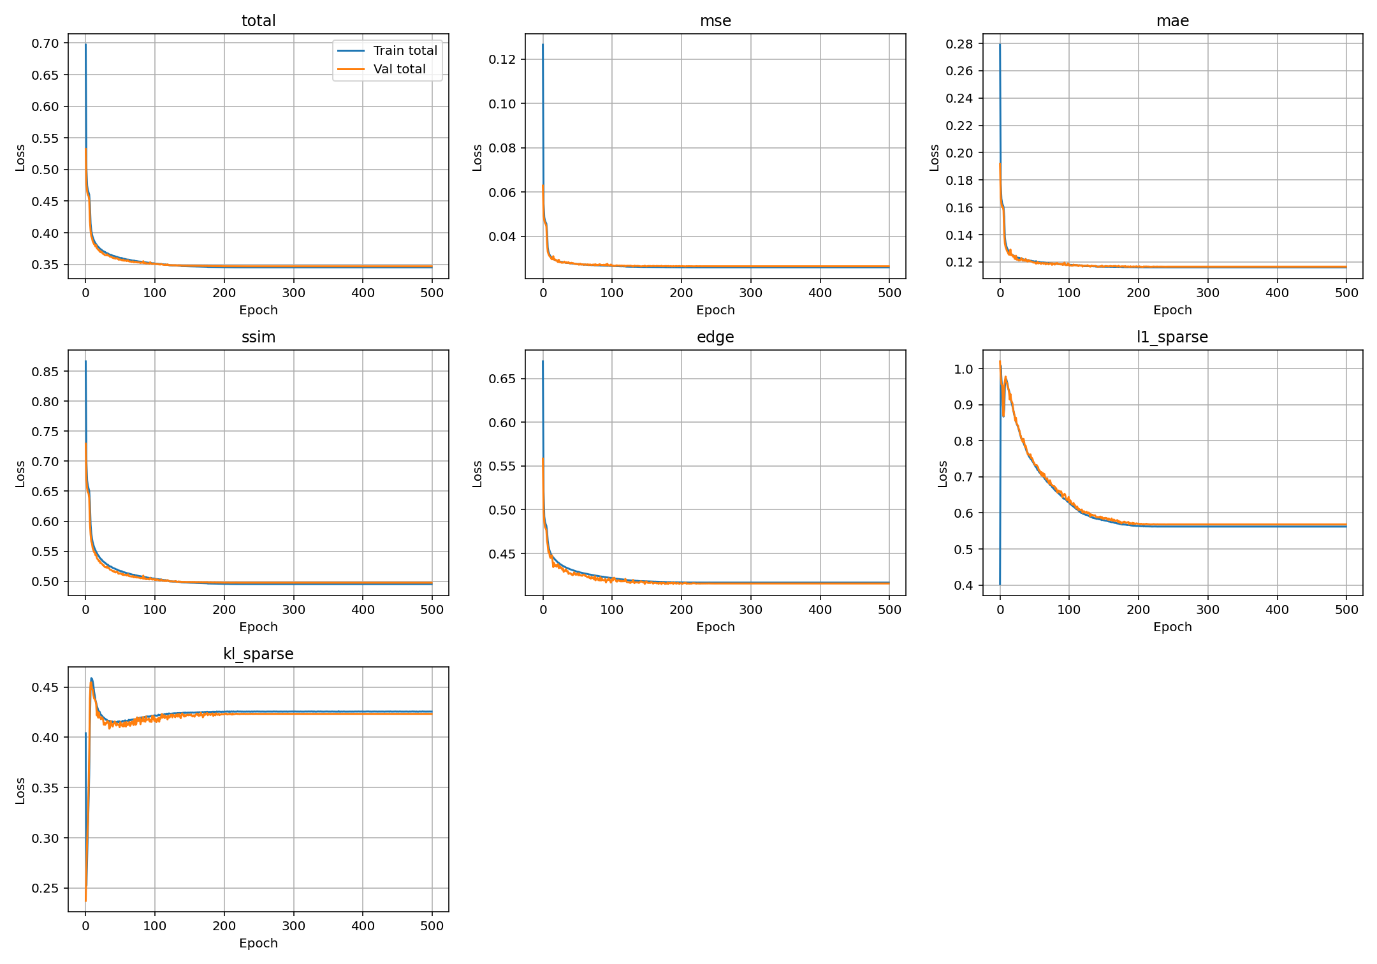 total
mse
mae
0.70
0.65
0.60
0.55
0.50
0.45
0.40
0.35
Loss
Train total
Val total
0 100 200 300 400 500
Epoch
0.12
0.10
0.08
0.06
0.04
Loss
0 100 200 300 400 500
Epoch
0.28
0.26
0.24
0.22
0.20
0.18
0.16
0.14
0.12
Loss
0 100 200 300 400 500
Epoch
ssim
edge
l1_sparse
0.85
0.80
0.75
0.70
0.65
0.60
0.55
0.50
Loss
0 100 200 300 400 500
Epoch
0.65
0.60
0.55
0.50
0.45
Loss
0 100 200 300 400 500
Epoch
1.0
0.9
0.8
0.7
0.6
0.5
0.4
Loss
0 100 200 300 400 500
Epoch
kl_sparse
0.45
0.40
0.35
0.30
0.25
Loss
0 100 200 300 400 500
Epoch